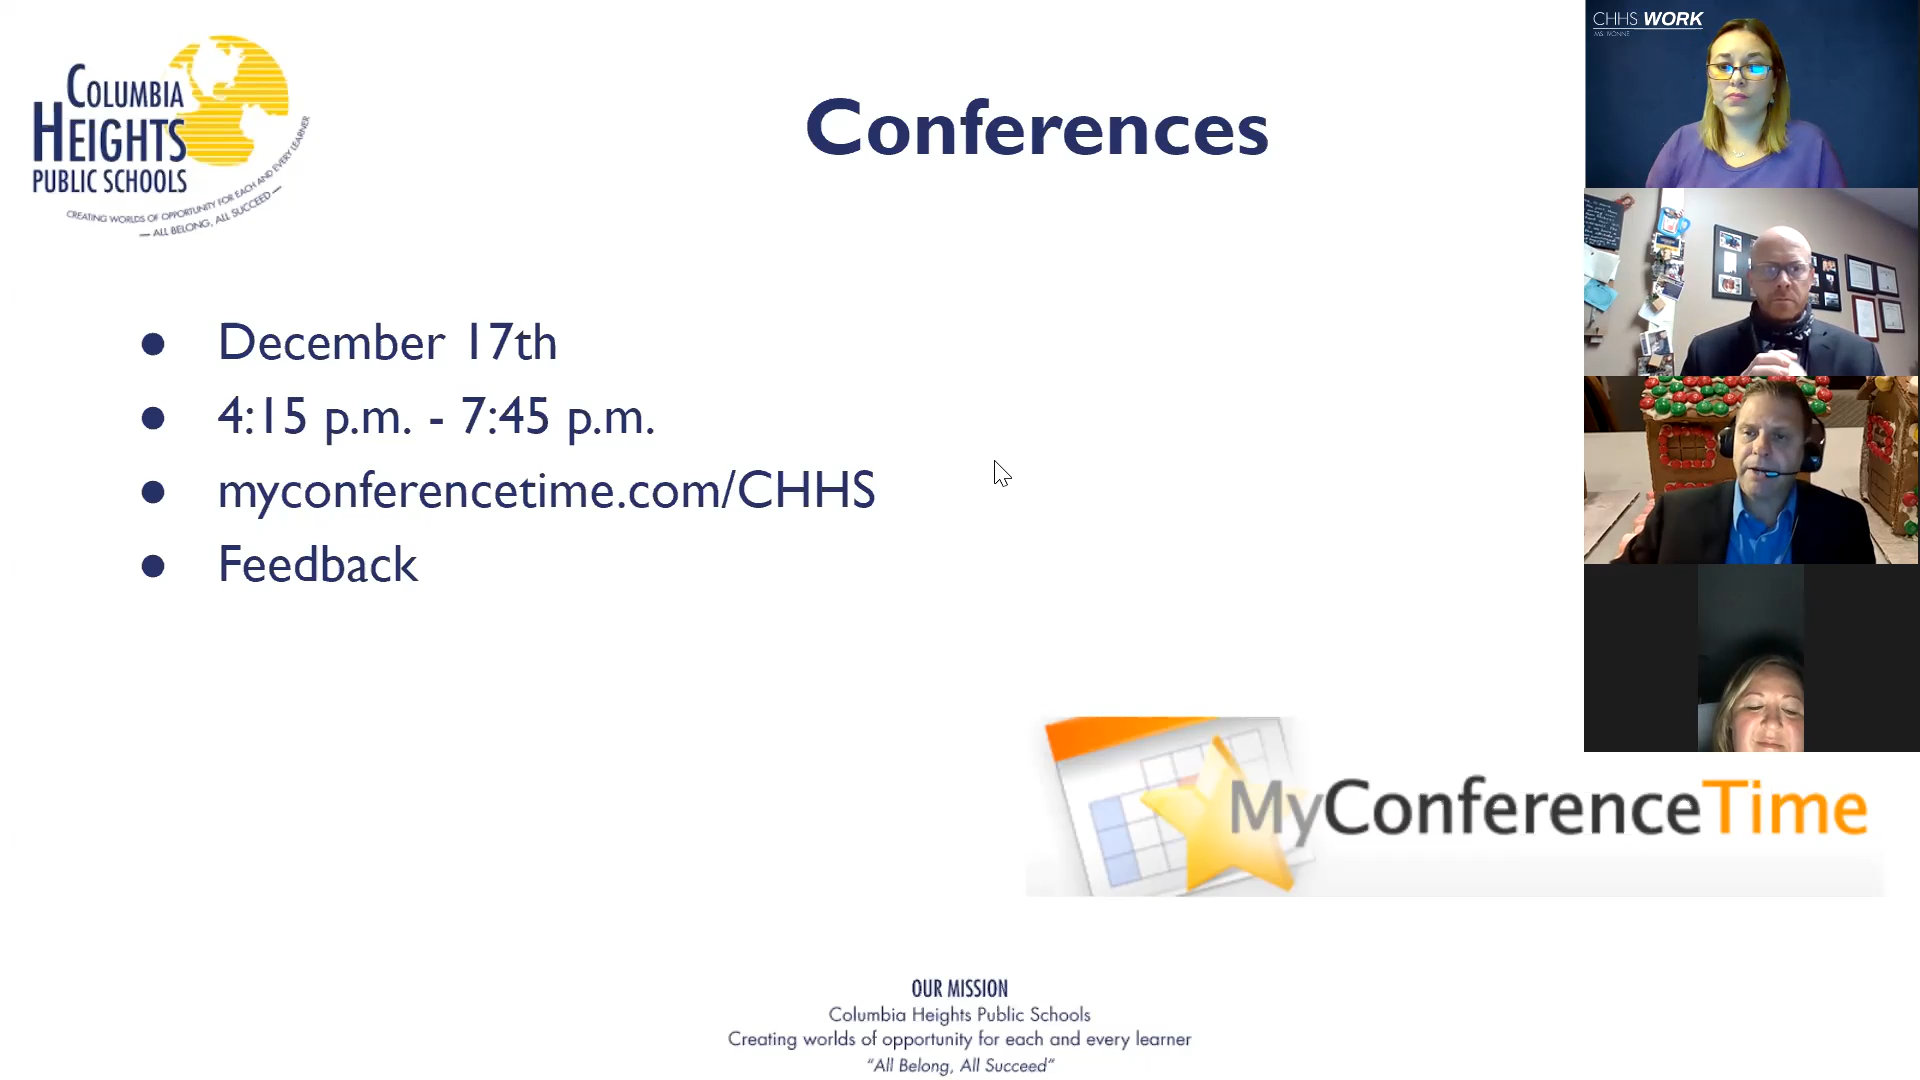 COLUMBIA
HEIGHTS
PUBLIC SCHOOLS
CREATING WORLDS OF OPPORTUNITY FOR EACH AND EVERY LEARNER
— ALL BELONG, ALL SUCCEED —
Conferences
CHHS WORK
● December 17th
● 4:15 p.m. - 7:45 p.m.
● myconferencetime.com/CHHS
● Feedback
MyConferenceTime
OUR MISSION
Columbia Heights Public Schools
Creating worlds of opportunity for each and every learner
“All Belong, All Succeed”